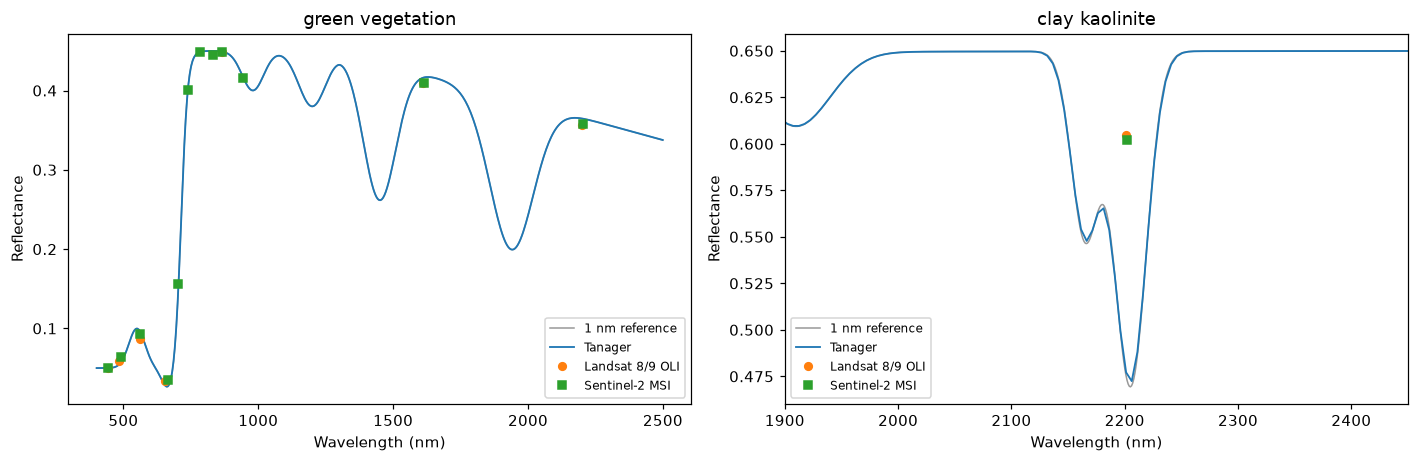 green vegetation
Reflectance
0.4
0.3
0.2
0.1
500
1000
1500
2000
2500
Wavelength (nm)
1 nm reference
Tanager
Landsat 8/9 OLI
Sentinel-2 MSI
clay kaolinite
Reflectance
0.650
0.625
0.600
0.575
0.550
0.525
0.500
0.475
1900
2000
2100
2200
2300
2400
Wavelength (nm)
1 nm reference
Tanager
Landsat 8/9 OLI
Sentinel-2 MSI